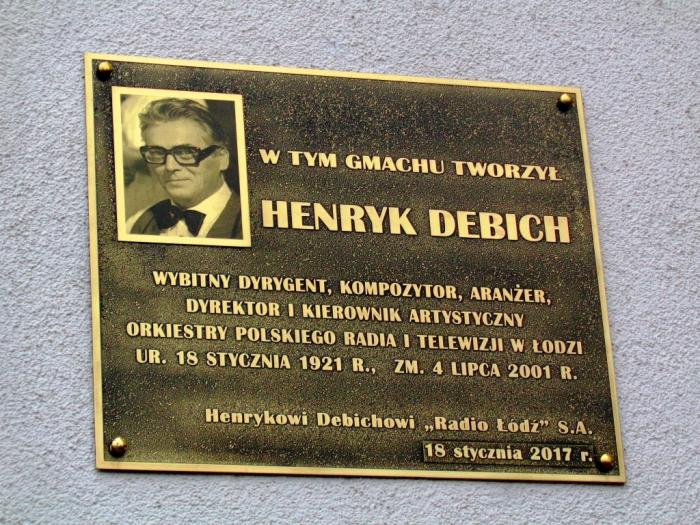 W TYM GMACHU TWORZYŁ
HENRYK DEBICH
WYBITNY DYRYGENT, KOMPOZYTOR, ARANŻER,
DYREKTOR I KIEROWNIK ARTYSTYCZNY
ORKIESTRY POLSKIEGO RADIA I TELEWIZJI W ŁODZI
UR. 18 STYCZNIA 1921 R., ZM. 4 LIPCA 2001 R.
Henrykowi Debichowi „Radio Łódź” S.A.
18 stycznia 2017 r.